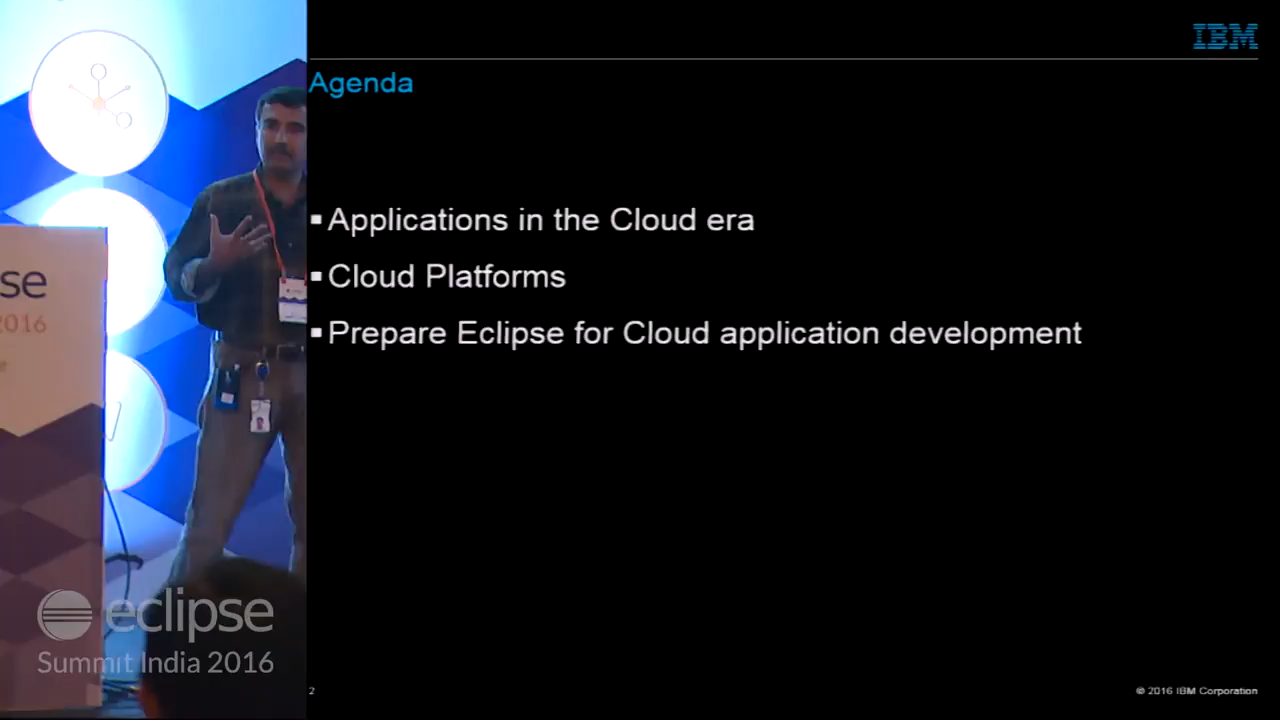 IBM
Agenda
▪ Applications in the Cloud era
▪ Cloud Platforms
▪ Prepare Eclipse for Cloud application development
se
2016
eclipse
Summit India 2016
2
© 2016 IBM Corporation